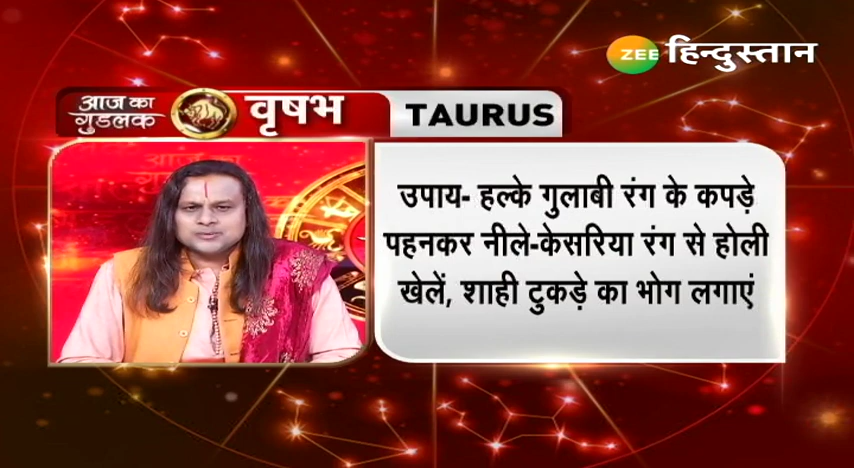 ZEE हिन्दुस्तान
आज का
गुडलक
वृषभ
TAURUS
उपाय- हल्के गुलाबी रंग के कपड़े
पहनकर नीले-केसरिया रंग से होली
खेलें, शाही टुकड़े का भोग लगाएं